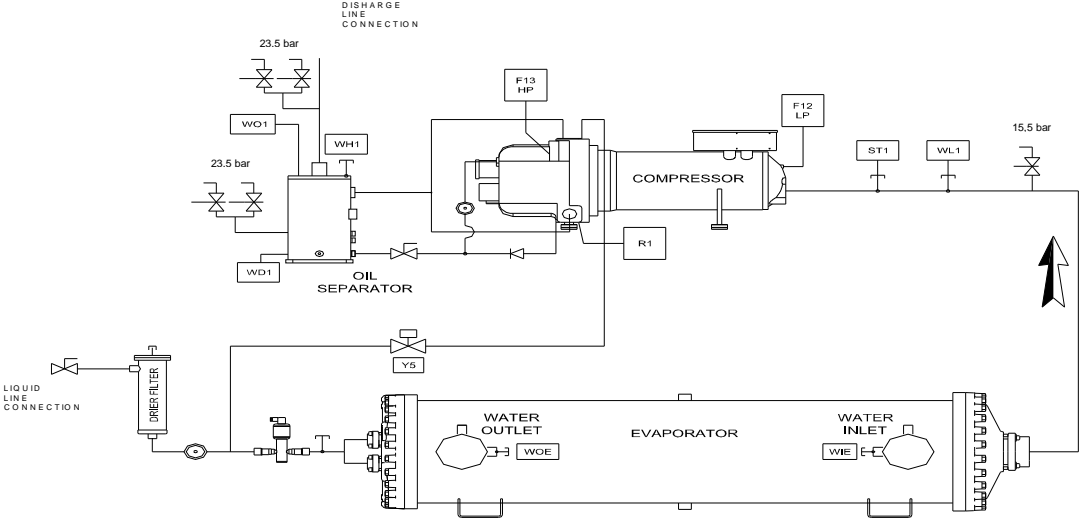 DISHARGE
LINE
CONNECTION
23.5 bar
F13
HP
F12
LP
WO1
WH1
15,5 bar
ST1
WL1
23.5 bar
COMPRESSOR
R1
WD1
OIL
SEPARATOR
Y5
LIQUID
LINE
CONNECTION
DRIER FILTER
WATER
OUTLET
EVAPORATOR
WATER
INLET
WOE
WIE